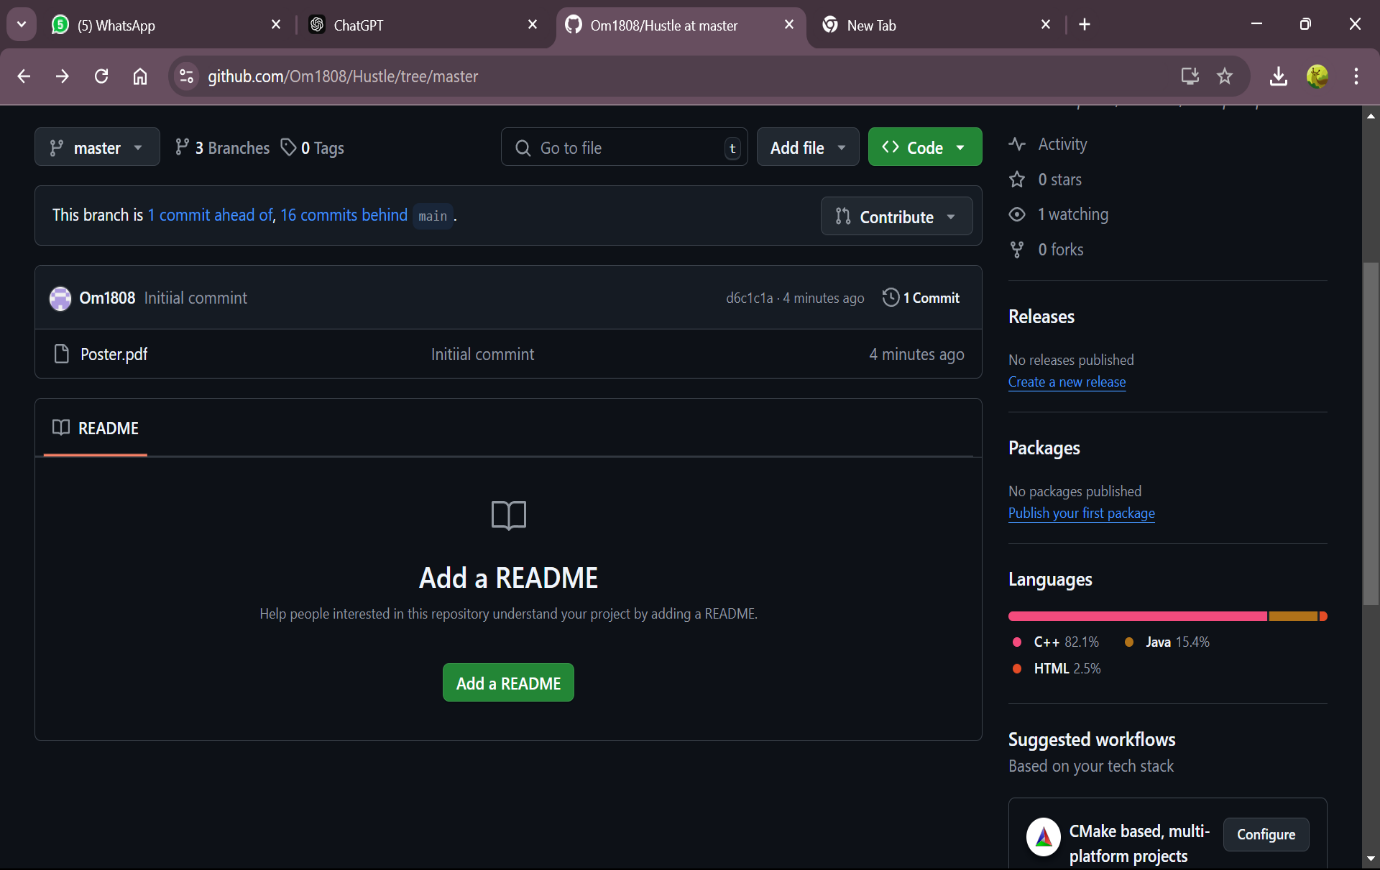 5 (5) WhatsApp
ChatGPT
Om1808/Hustle at master
New Tab
github.com/Om1808/Hustle/tree/master
master
3 Branches
0 Tags
Go to file
t
Add file
Code
This branch is 1 commit ahead of, 16 commits behind main.
Contribute
Om1808 Initiial commint
d6c1c1a · 4 minutes ago
1 Commit
Poster.pdf
Initiial commint
4 minutes ago
README
Add a README
Help people interested in this repository understand your project by adding a README.
Add a README
Activity
0 stars
1 watching
0 forks
Releases
No releases published
Create a new release
Packages
No packages published
Publish your first package
Languages
C++ 82.1%
Java 15.4%
HTML 2.5%
Suggested workflows
Based on your tech stack
CMake based, multi-
platform projects
Configure